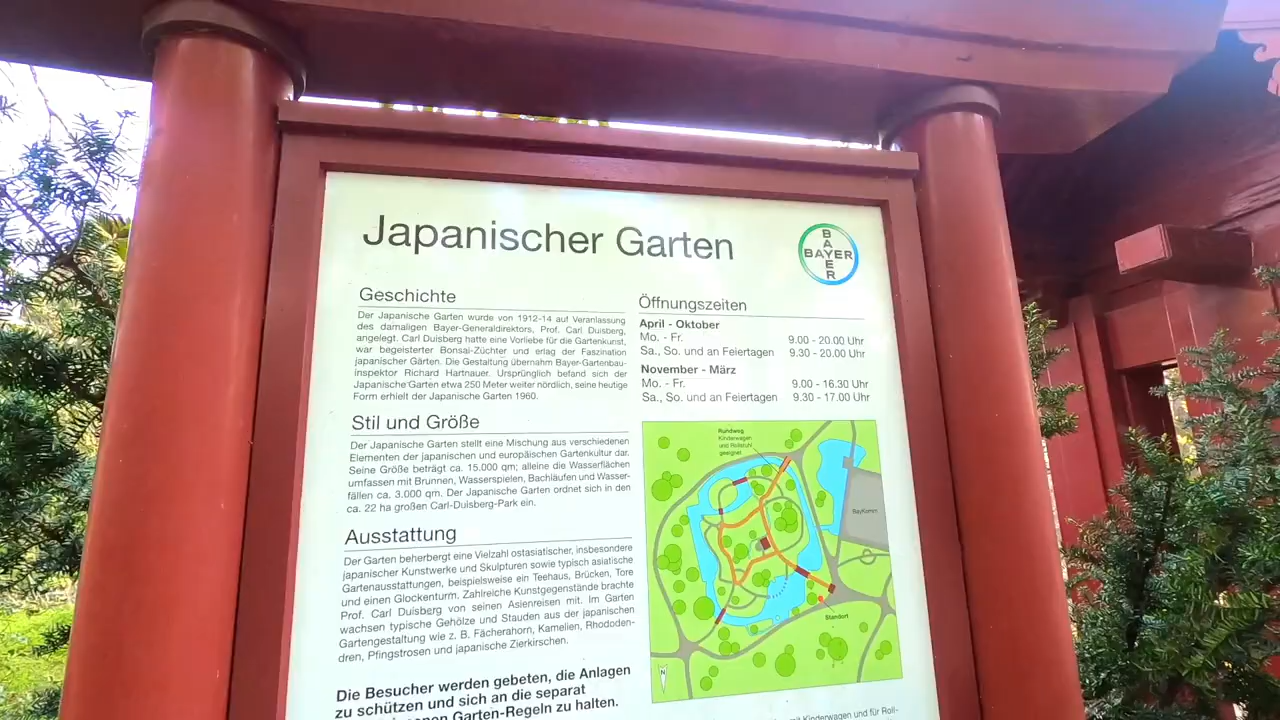 Japanischer Garten
BAYER
BAYER
Geschichte
Der Japanische Garten wurde von 1912-14 auf Veranlassung
des damaligen Bayer-Generaldirektors, Prof. Carl Duisberg,
angelegt. Carl Duisberg hatte eine Vorliebe für die Gartenkunst,
war begeisterter Bonsai-Züchter und erlag der Faszination
japanischer Gärten. Die Gestaltung übernahm Bayer-Gartenbau-
inspektor Richard Hartnauer. Ursprünglich befand sich der
Japanische Garten etwa 250 Meter weiter nördlich, seine heutige
Form erhielt der Japanische Garten 1960.
Stil und Größe
Der Japanische Garten stellt eine Mischung aus verschiedenen
Elementen der japanischen und europäischen Gartenkultur dar.
Seine Größe beträgt ca. 15.000 qm; alleine die Wasserflächen
umfassen mit Brunnen, Wasserspielen, Bachläufen und Wasser-
fällen ca. 3.000 qm. Der Japanische Garten ordnet sich in den
ca. 22 ha großen Carl-Duisberg-Park ein.
Ausstattung
Der Garten beherbergt eine Vielzahl ostasiatischer, insbesondere
japanischer Kunstwerke und Skulpturen sowie typisch asiatische
Gartenausstattungen, beispielsweise ein Teehaus, Brücken, Tore
und einen Glockenturm. Zahlreiche Kunstgegenstände brachte
Prof. Carl Duisberg von seinen Asienreisen mit. Im Garten
wachsen typische Gehölze und Stauden aus der japanischen
Gartengestaltung wie z. B. Fächerahorn, Kamelien, Rhododen-
dren, Pfingstrosen und japanische Zierkirschen.
Die Besucher werden gebeten, die Anlagen
zu schützen und sich an die separat
Garten-Regeln zu halten.
Öffnungszeiten
April - Oktober
Mo. - Fr. 9.00 - 20.00 Uhr
Sa., So. und an Feiertagen 9.30 - 20.00 Uhr
November - März
Mo. - Fr. 9.00 - 16.30 Uhr
Sa., So. und an Feiertagen 9.30 - 17.00 Uhr
Rundweg
Kinderwagen
und Rollstuhl
geeignet
BayKomm
Standort
N
mit Kinderwagen und für Roll-